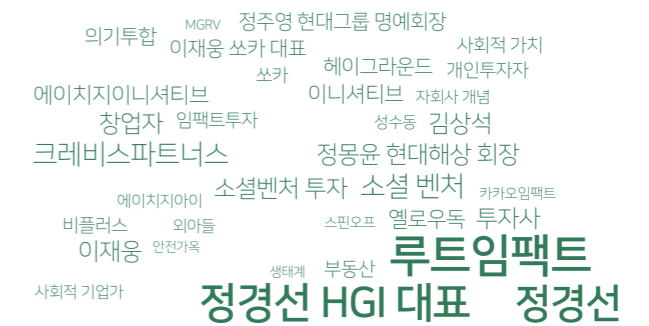 의기투합 MGRV 정주영 현대그룹 명예회장
이재웅 쏘카 대표 사회적 가치
쏘카 헤이그라운드 개인투자자
에이치지이니셔티브 이니셔티브 자회사 개념
창업자 임팩트투자 성수동 김상석
크레비스파트너스 정몽윤 현대해상 회장
에이치지아이 소셜벤처 투자 소셜 벤처 카카오임팩트
비플러스 외아들 스핀오프 옐로우독 투자사
이재웅 안전가옥 루트임팩트
생태계 부동산
사회적 기업가 정경선 HGI 대표 정경선